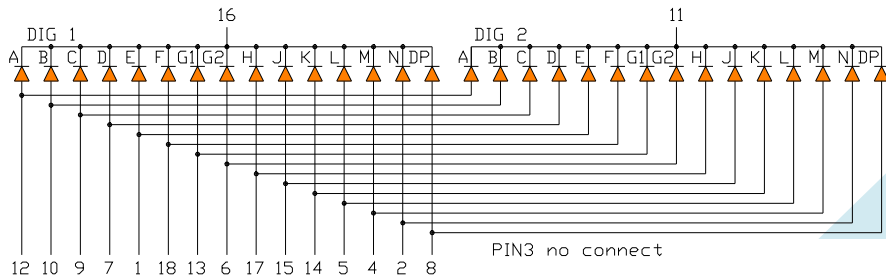 16 11
DIG 1 DIG 2
A B C D E F G1 G2 H J K L M N DP A B C D E F G1 G2 H J K L M N DP
PIN3 no connect
12 10 9 7 1 18 13 6 17 15 14 5 4 2 8